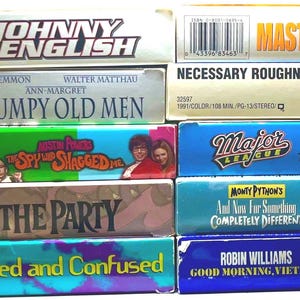 JOHNNY
ENGLISH
EMMON WALTER MATTHAU
ANN-MARGRET
UMPY OLD MEN
AUSTIN POWERS
THE SPY WHO SHAGGED ME
THE PARTY
ed and Confused
MAS
NECESSARY ROUGHN
32597
1991/COLOR/108 MIN./PG-13/STEREO/
Major
LEAGUE
MONTY PYTHON'S
And Now For Something
COMPLETELY DIFFEREN
ROBIN WILLIAMS
GOOD MORNING, VIET